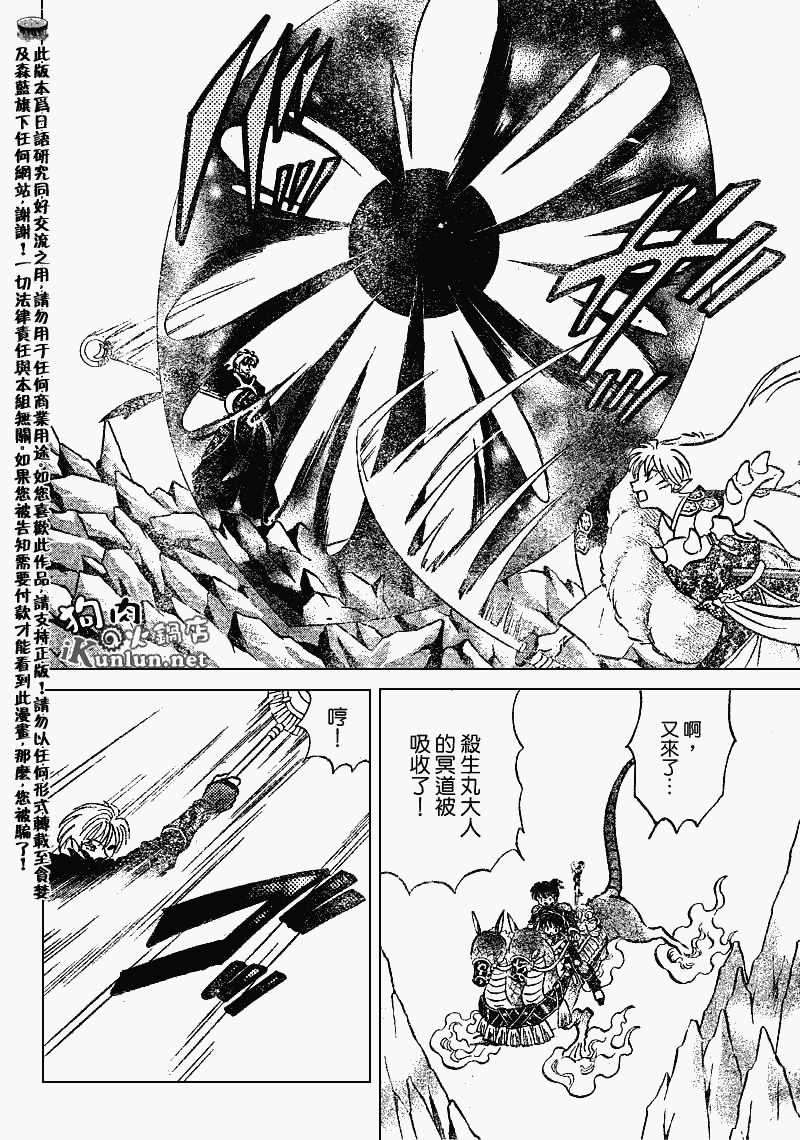 此版本為日語研究同好交流之用，請勿用于任何商業用途。如您喜歡此作品，請支持正版！請勿以任何形式轉載至貪婪
及森藍旗下任何網站，謝謝！一切法律責任與本組無關。如果您被告知需要付款才能看到此漫畫，那麼，您被騙了！
狗肉
火鍋店
iKunlun.net
啊，
又來了…
殺生丸大人
的冥道被
吸收了！
哼！